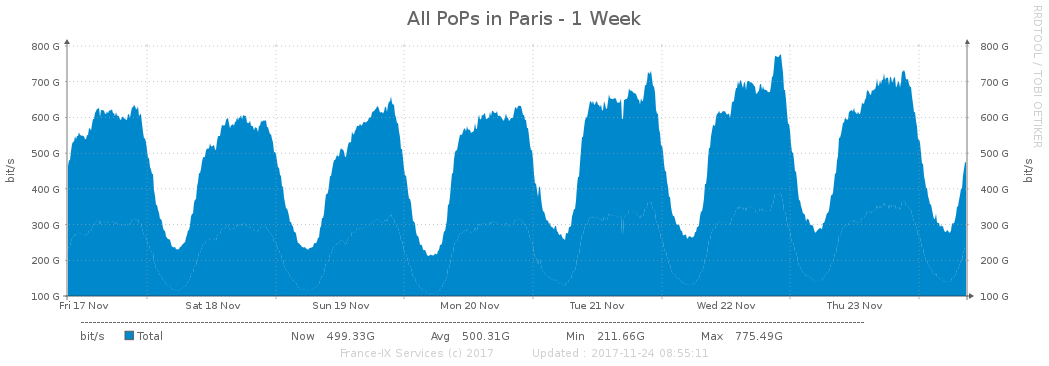 All PoPs in Paris - 1 Week
RRDTOOL / TOBI OETIKER
bit/s
bit/s
800 G 800 G
700 G 700 G
600 G 600 G
500 G 500 G
400 G 400 G
300 G 300 G
200 G 200 G
100 G 100 G
Fri 17 Nov Sat 18 Nov Sun 19 Nov Mon 20 Nov Tue 21 Nov Wed 22 Nov Thu 23 Nov
bit/s Total Now 499.33G Avg 500.31G Min 211.66G Max 775.49G
France-IX Services (c) 2017 Updated : 2017-11-24 08:55:11